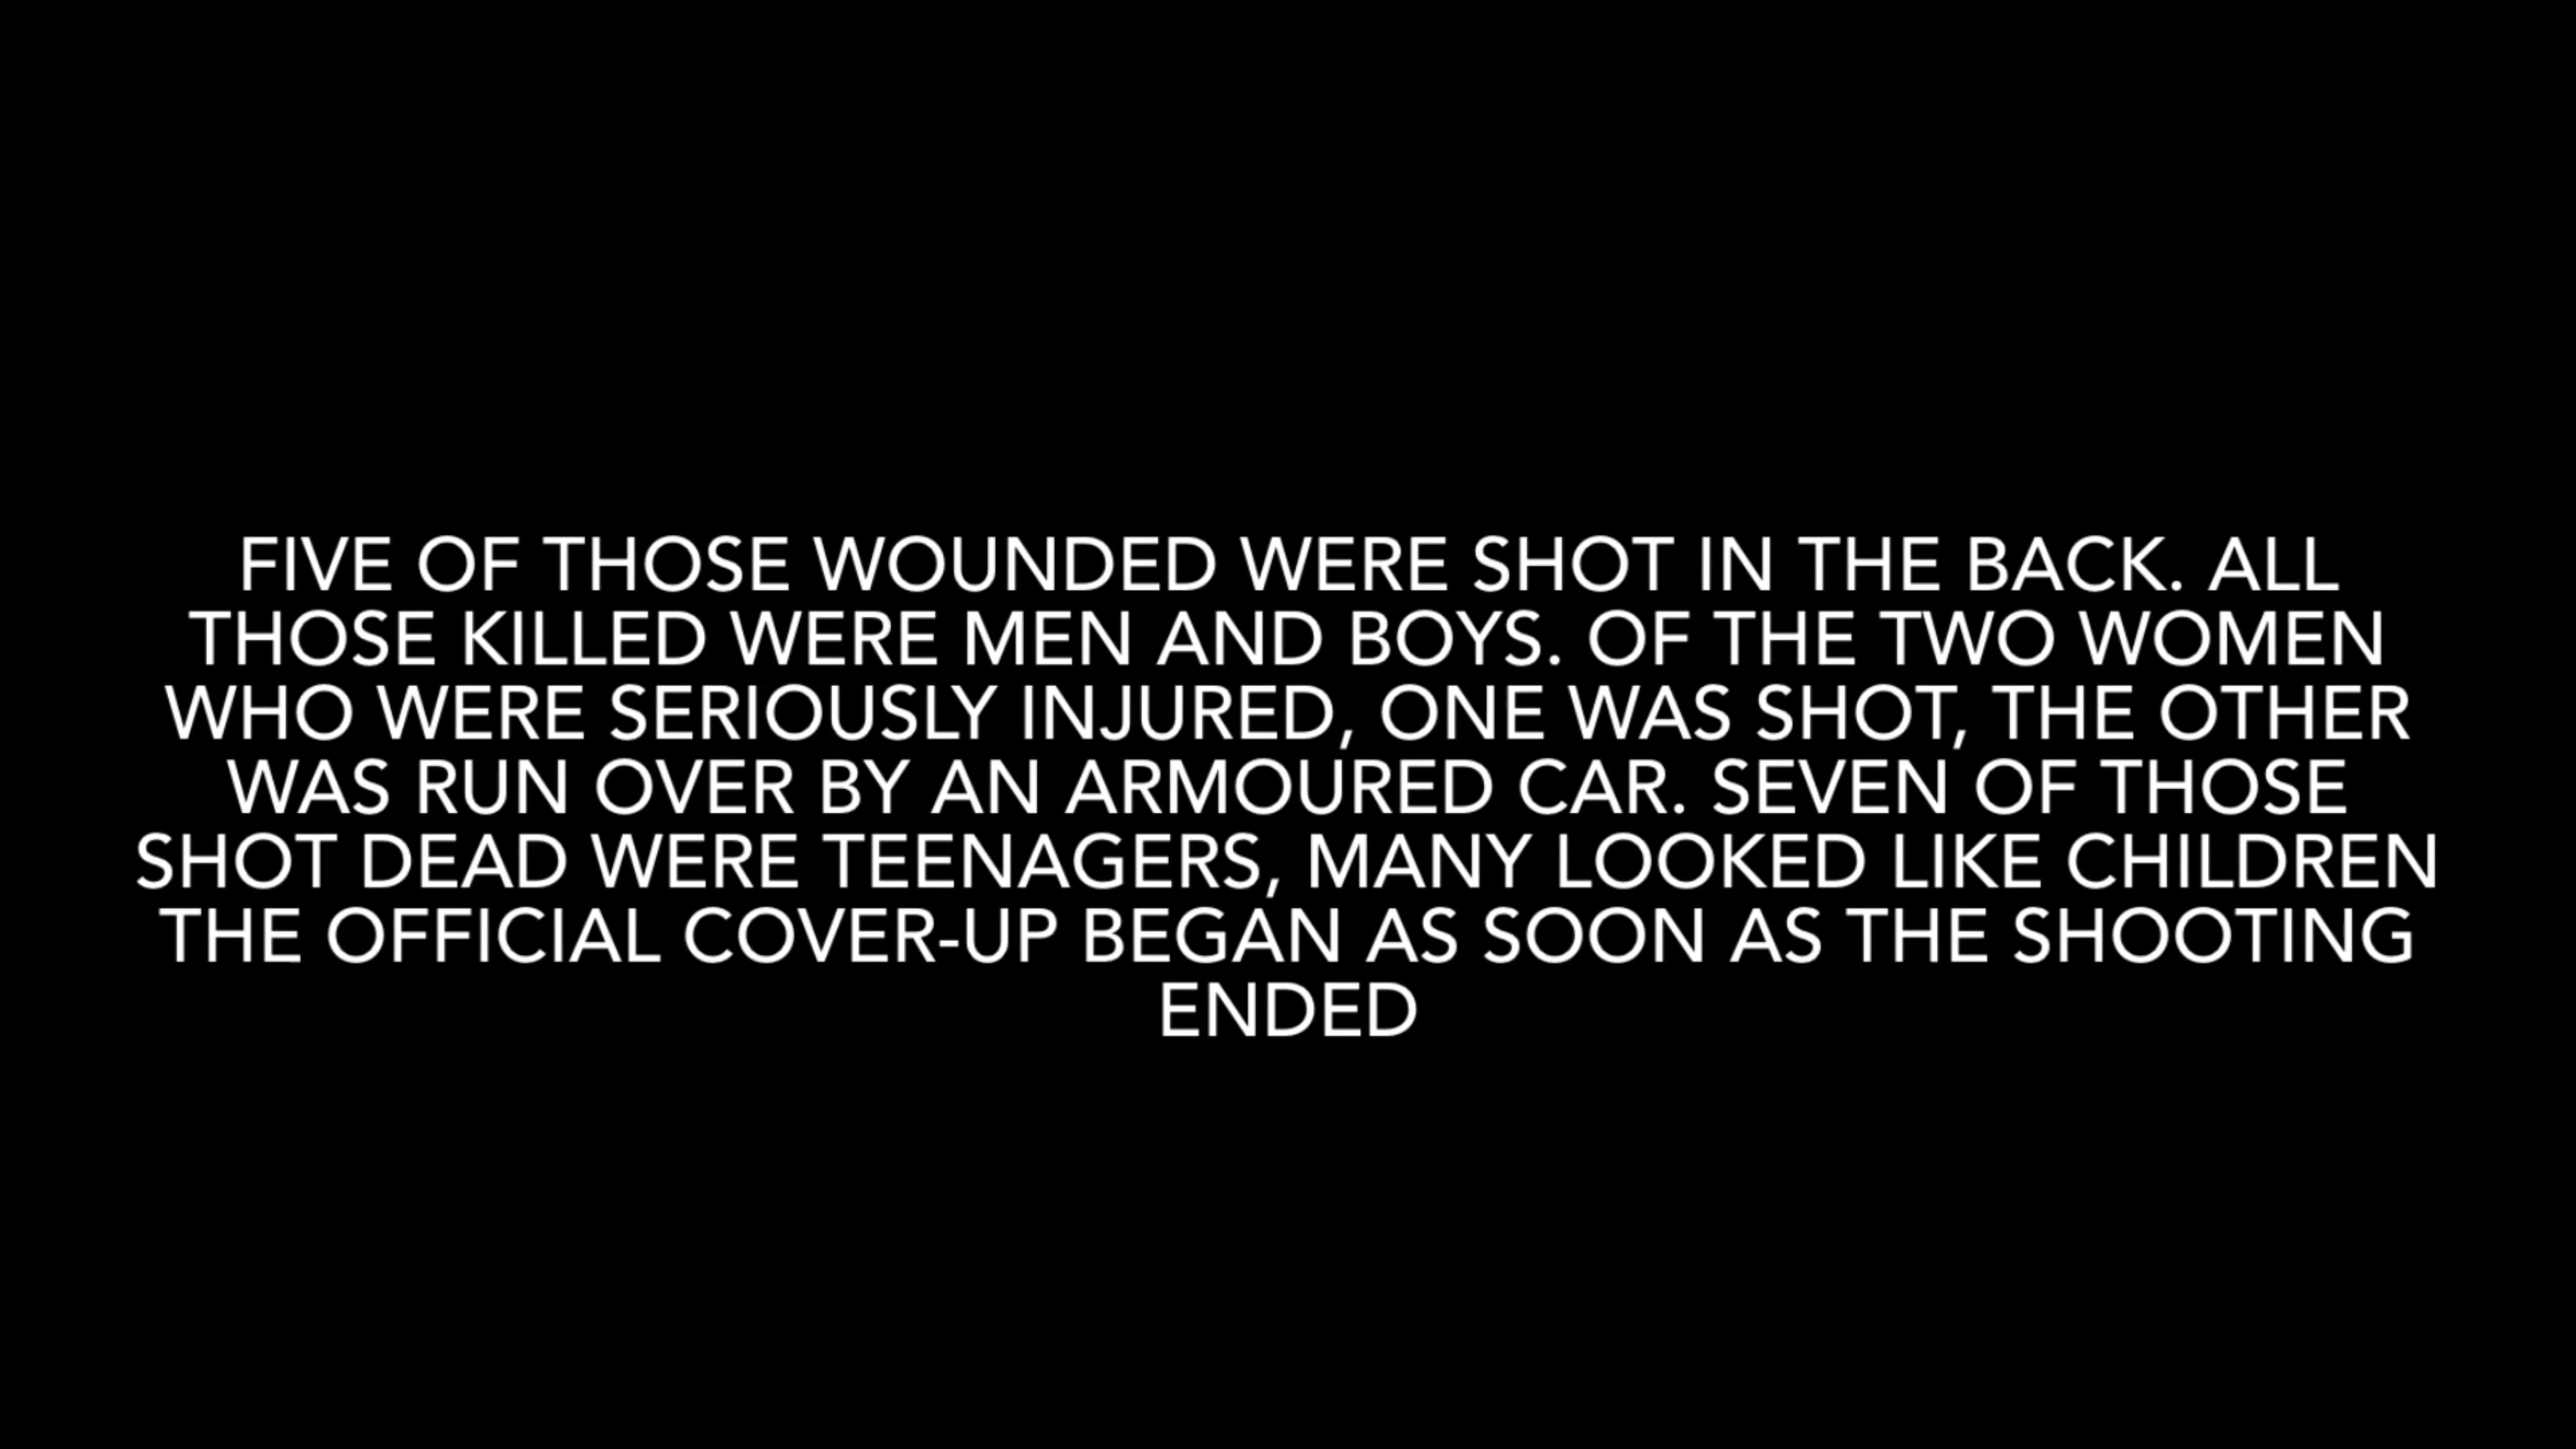 FIVE OF THOSE WOUNDED WERE SHOT IN THE BACK. ALL
THOSE KILLED WERE MEN AND BOYS. OF THE TWO WOMEN
WHO WERE SERIOUSLY INJURED, ONE WAS SHOT, THE OTHER
WAS RUN OVER BY AN ARMOURED CAR. SEVEN OF THOSE
SHOT DEAD WERE TEENAGERS, MANY LOOKED LIKE CHILDREN
THE OFFICIAL COVER-UP BEGAN AS SOON AS THE SHOOTING
ENDED